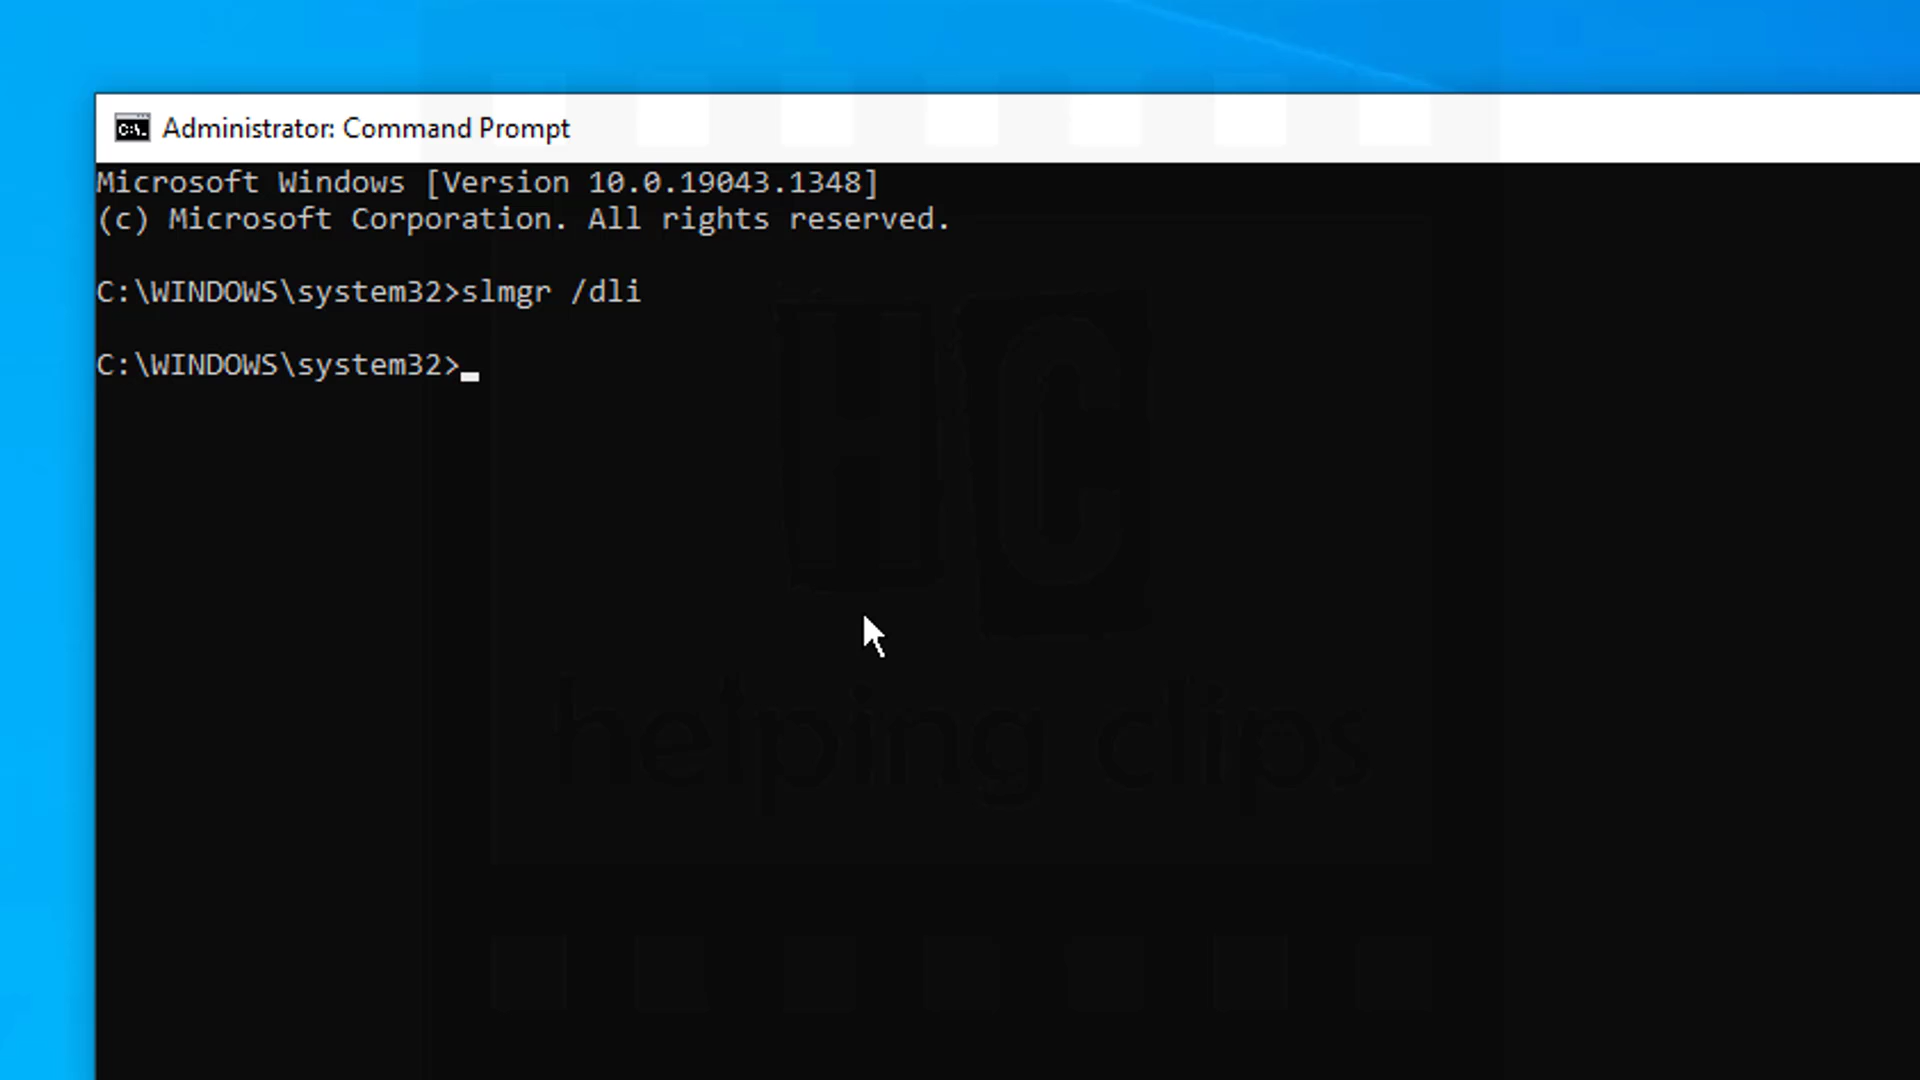 Administrator: Command Prompt
Microsoft Windows [Version 10.0.19043.1348]
(c) Microsoft Corporation. All rights reserved.
C:\WINDOWS\system32>slmgr /dli
C:\WINDOWS\system32>
HC
helping clips